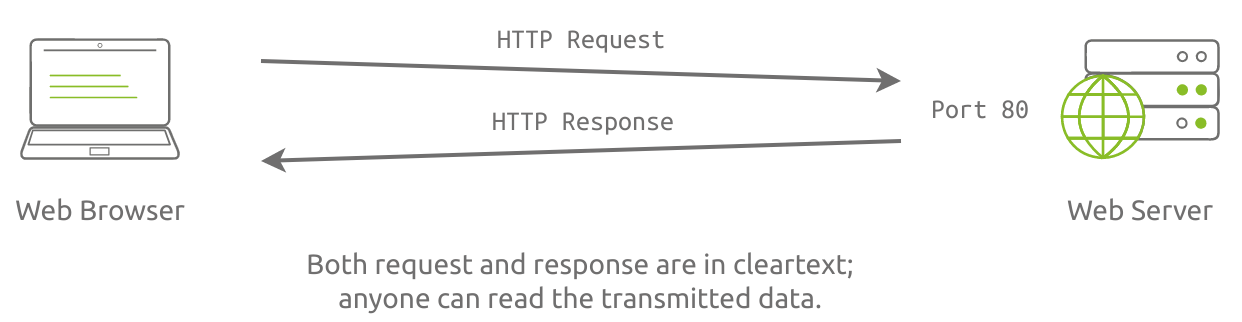 HTTP Request
HTTP Response
Port 80
Web Browser
Web Server
Both request and response are in cleartext;
anyone can read the transmitted data.